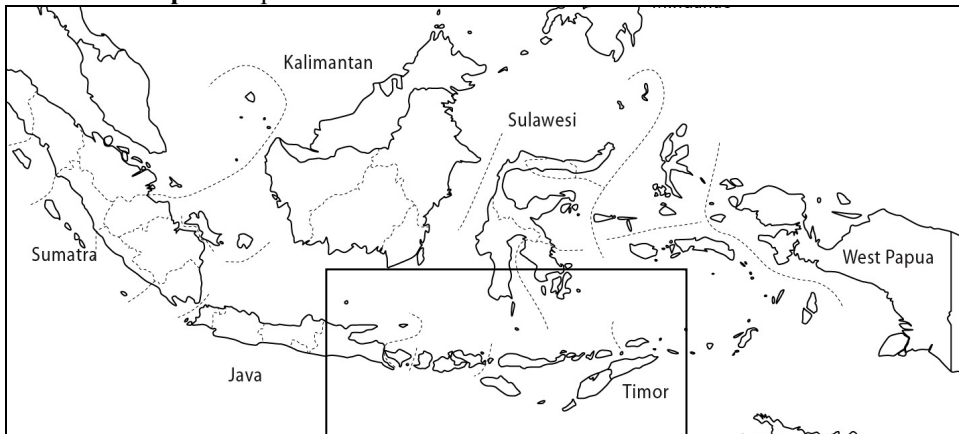 Kalimantan
Sulawesi
Sumatra
West Papua
Java
Timor